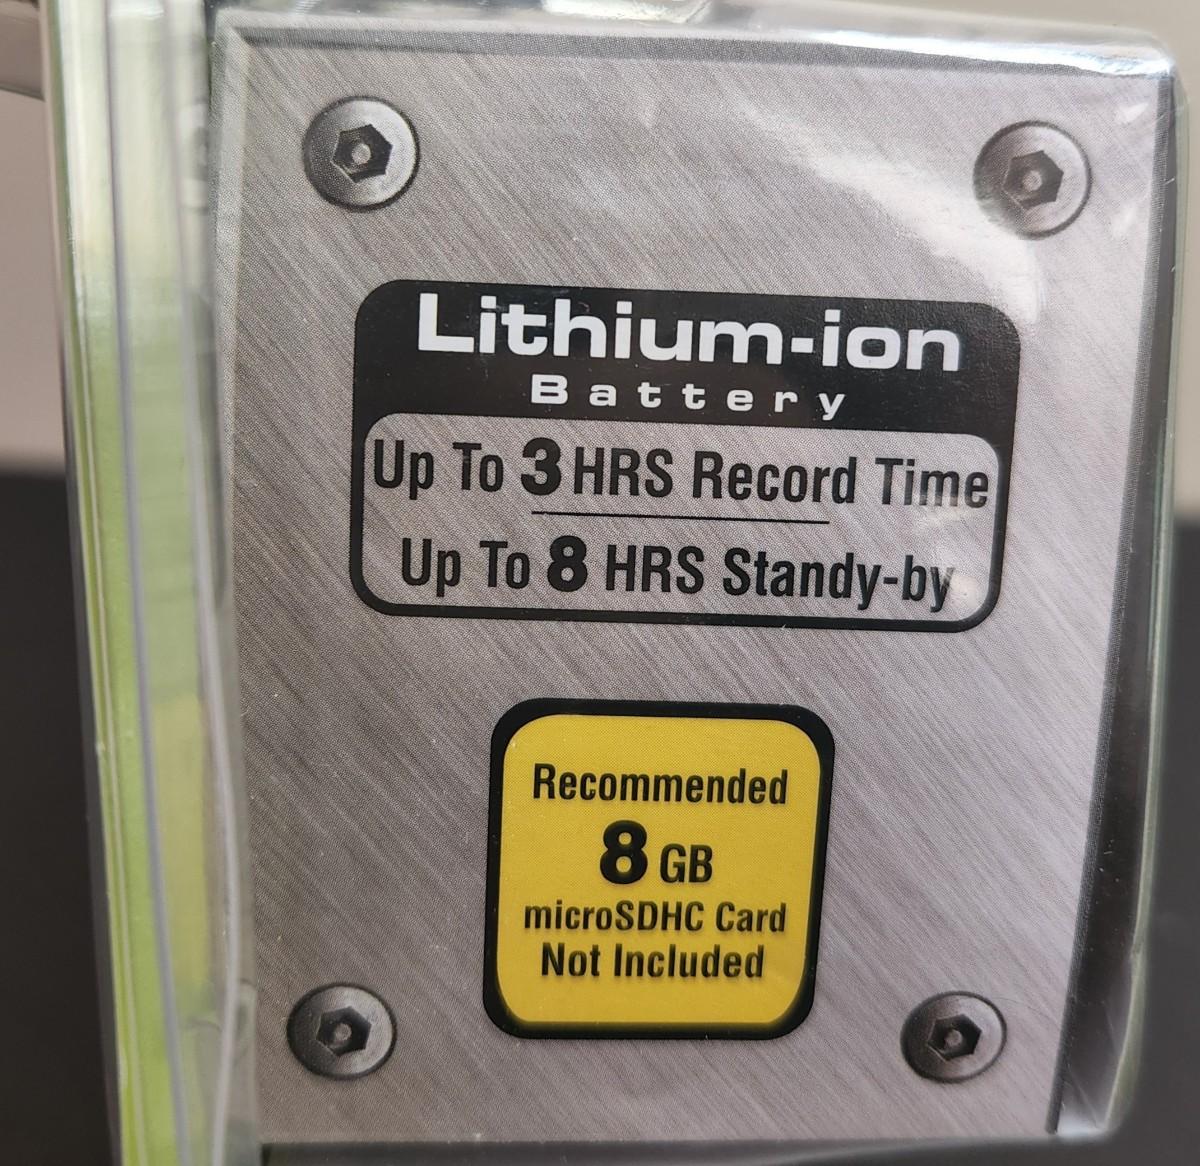 Lithium-ion
Battery
Up To 3 HRS Record Time
Up To 8 HRS Standy-by
Recommended
8 GB
microSDHC Card
Not Included